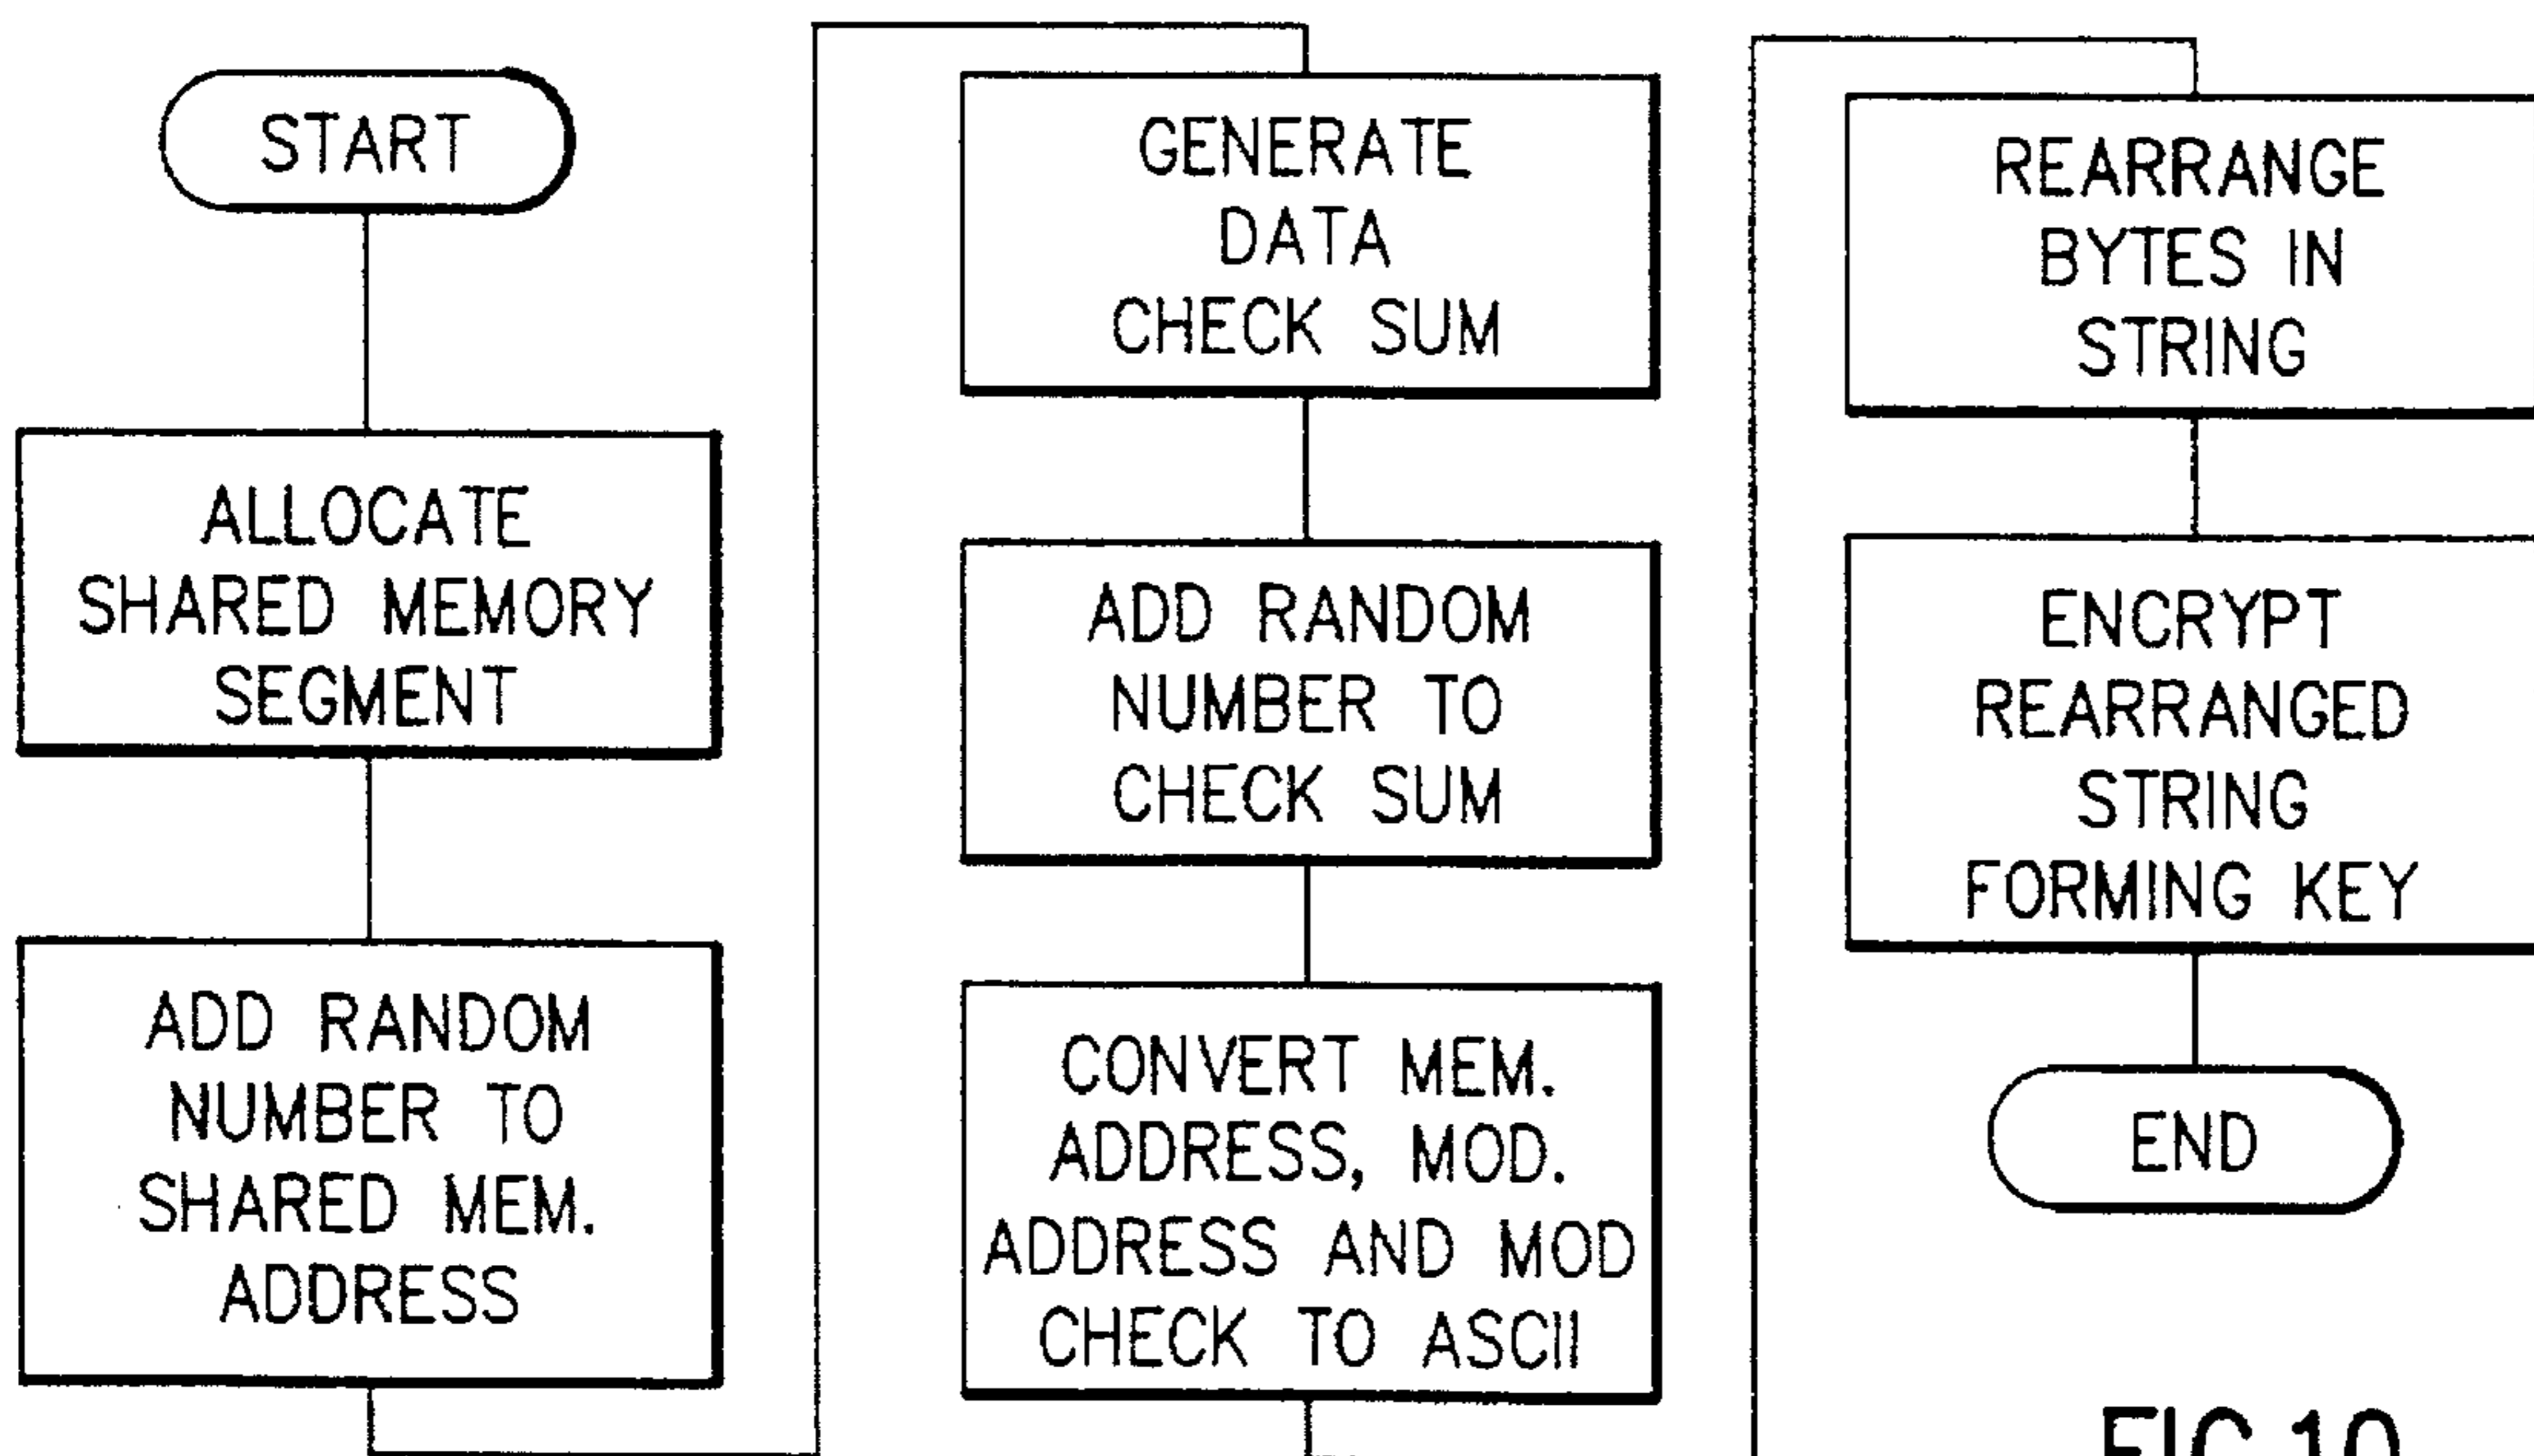 START
ALLOCATE
SHARED MEMORY
SEGMENT
ADD RANDOM
NUMBER TO
SHARED MEM.
ADDRESS
GENERATE
DATA
CHECK SUM
ADD RANDOM
NUMBER TO
CHECK SUM
CONVERT MEM.
ADDRESS, MOD.
ADDRESS AND MOD
CHECK TO ASCII
REARRANGE
BYTES IN
STRING
ENCRYPT
REARRANGED
STRING
FORMING KEY
END
FIG.10